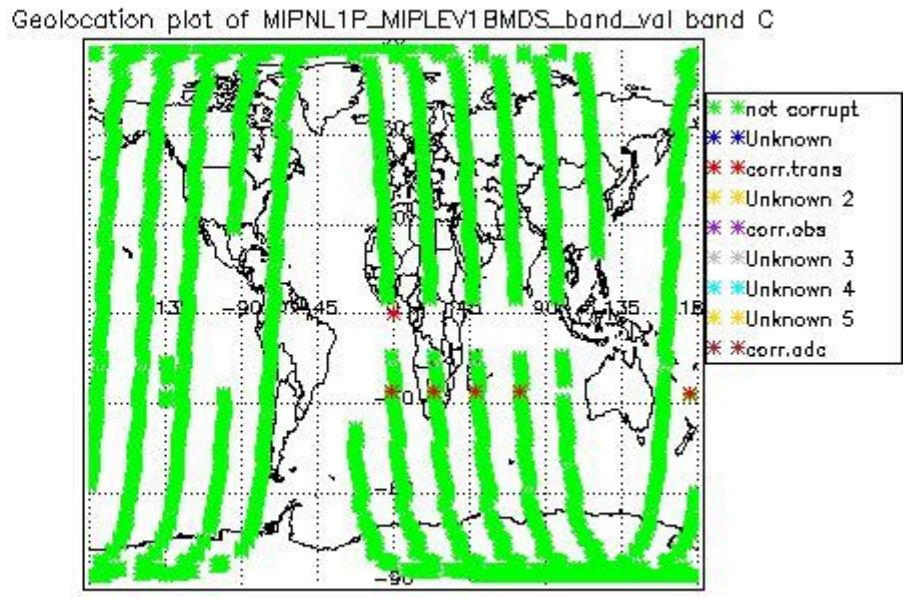 Geolocation plot of MIPNL1P_MIPLEV1BMDS_band_val band C
not corrupt
Unknown
corr.trans
Unknown 2
corr.obs
Unknown 3
Unknown 4
Unknown 5
corr.adc
-90
-45
45
90
135
-90